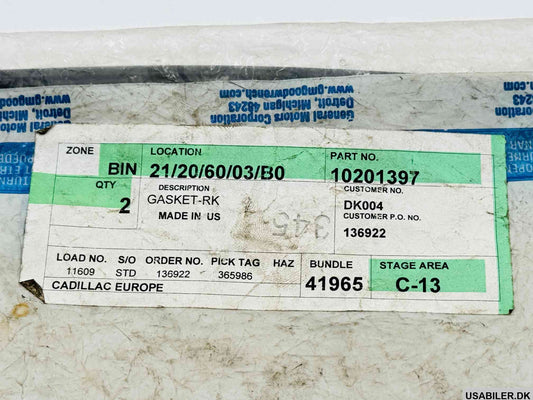 General Motors Corporation
Detroit, Michigan 48243
www.gmgoodwrench.com
ZONE LOCATION PART NO.
BIN 21/20/60/03/B0 10201397
QTY DESCRIPTION CUSTOMER NO.
2 GASKET-RK DK004
MADE IN US CUSTOMER P.O. NO.
345 136922
LOAD NO. S/O ORDER NO. PICK TAG HAZ BUNDLE STAGE AREA
11609 STD 136922 365986 41965 C-13
CADILLAC EUROPE
USABILER.DK